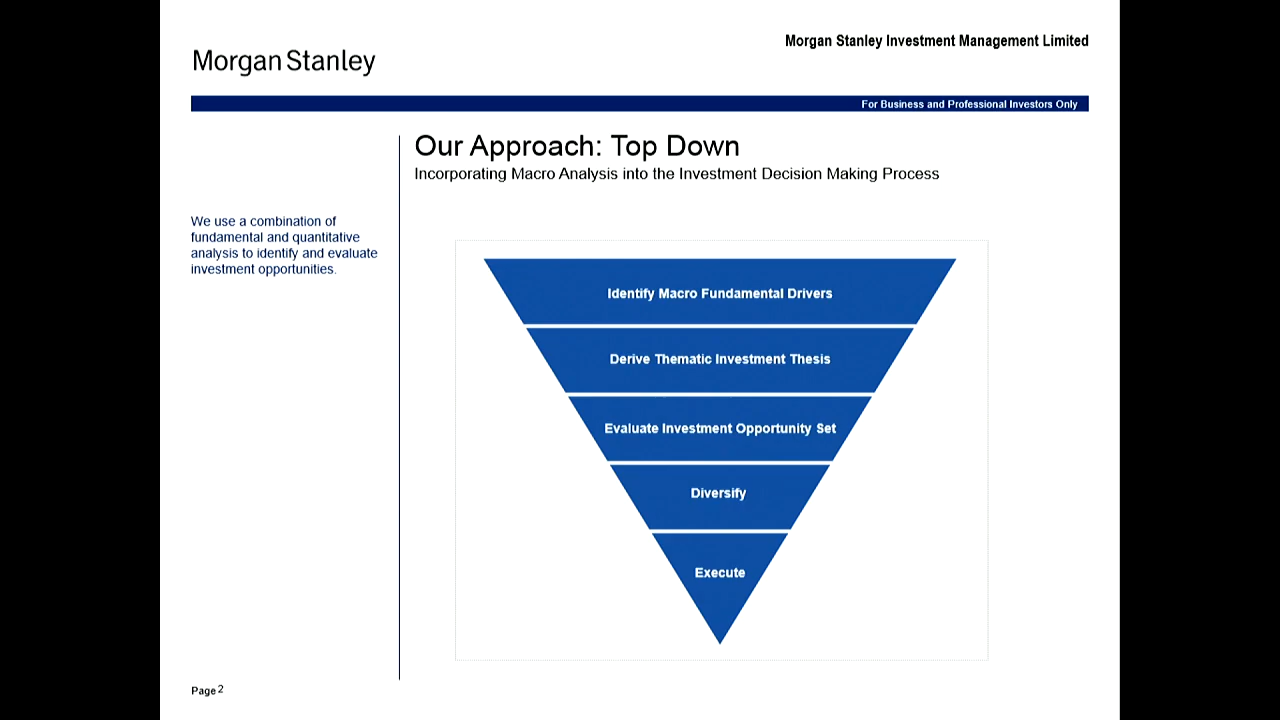 Morgan Stanley Investment Management Limited
Morgan Stanley
For Business and Professional Investors Only
Our Approach: Top Down
Incorporating Macro Analysis into the Investment Decision Making Process
We use a combination of
fundamental and quantitative
analysis to identify and evaluate
investment opportunities.
Identify Macro Fundamental Drivers
Derive Thematic Investment Thesis
Evaluate Investment Opportunity Set
Diversify
Execute
Page 2